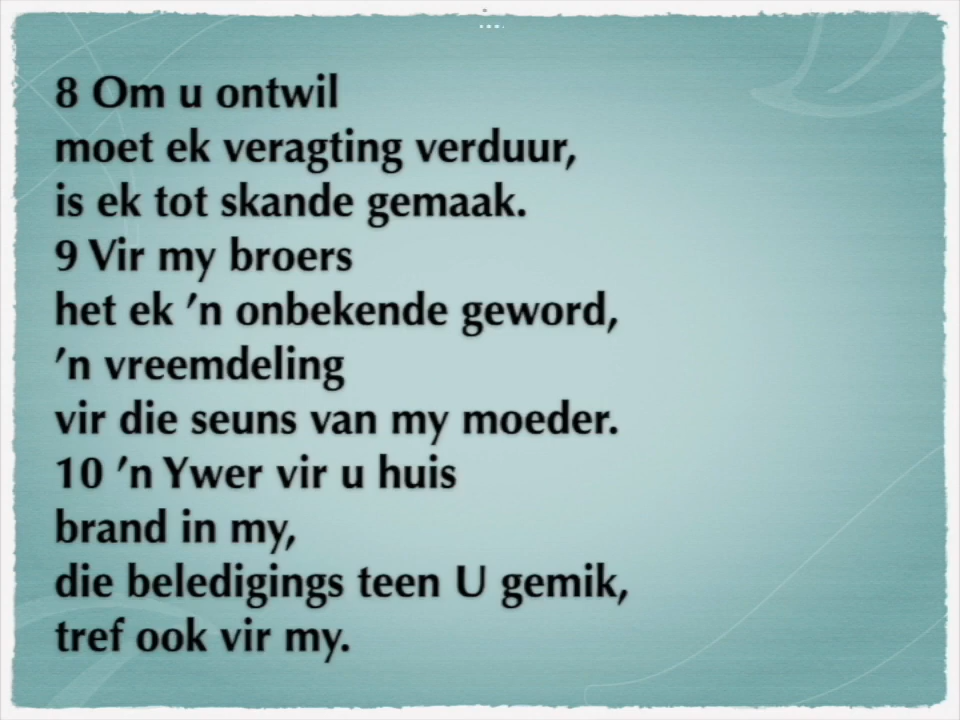 8 Om u ontwil
moet ek veragting verduur,
is ek tot skande gemaak.
9 Vir my broers
het ek ’n onbekende geword,
’n vreemdeling
vir die seuns van my moeder.
10 ’n Ywer vir u huis
brand in my,
die beledigings teen U gemik,
tref ook vir my.